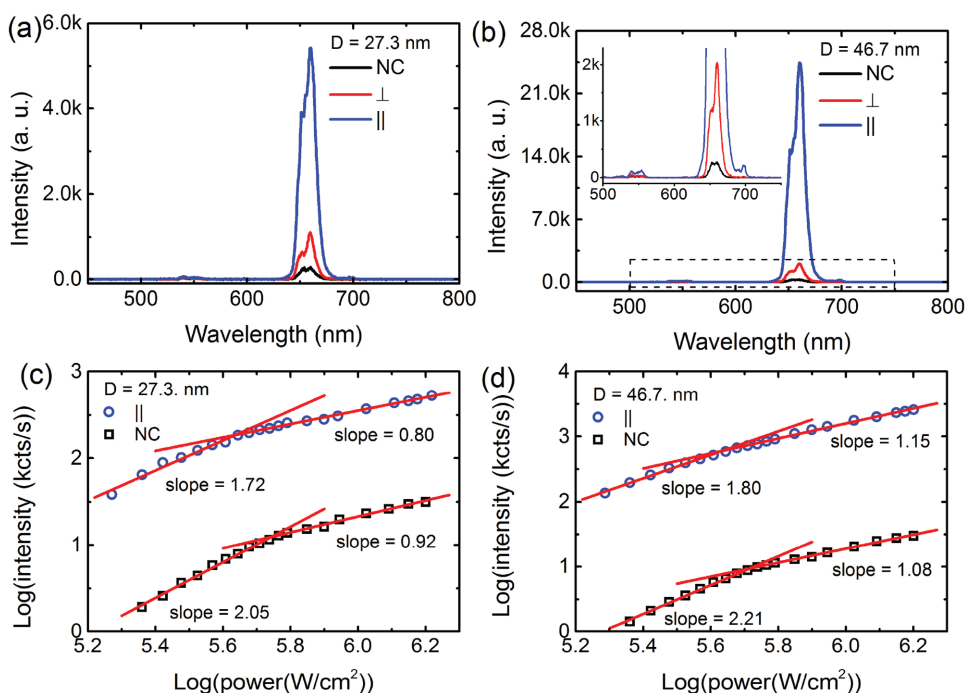 (a)
6.0k
4.0k
2.0k
0.0
500
600
700
800
Intensity (a. u.)
Wavelength (nm)
D = 27.3 nm
NC
⊥
||
(b)
28.0k
21.0k
14.0k
7.0k
0.0
500
600
700
800
Intensity (a. u.)
Wavelength (nm)
D = 46.7 nm
NC
⊥
||
2k
1k
0
500
600
700
(c)
3
2
1
0
5.2
5.4
5.6
5.8
6.0
6.2
Log(intensity (kcts/s))
Log(power(W/cm²))
D = 27.3. nm
||
NC
slope = 0.80
slope = 1.72
slope = 0.92
slope = 2.05
(d)
4
3
2
1
0
5.2
5.4
5.6
5.8
6.0
6.2
Log(intensity (kcts/s))
Log(power(W/cm²))
D = 46.7. nm
||
NC
slope = 1.15
slope = 1.80
slope = 1.08
slope = 2.21